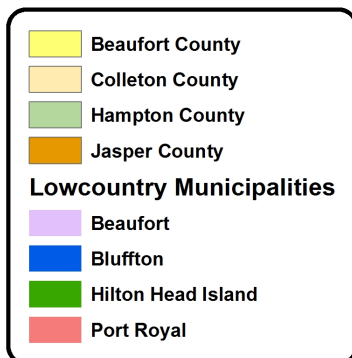 Beaufort County
Colleton County
Hampton County
Jasper County
Lowcountry Municipalities
Beaufort
Bluffton
Hilton Head Island
Port Royal